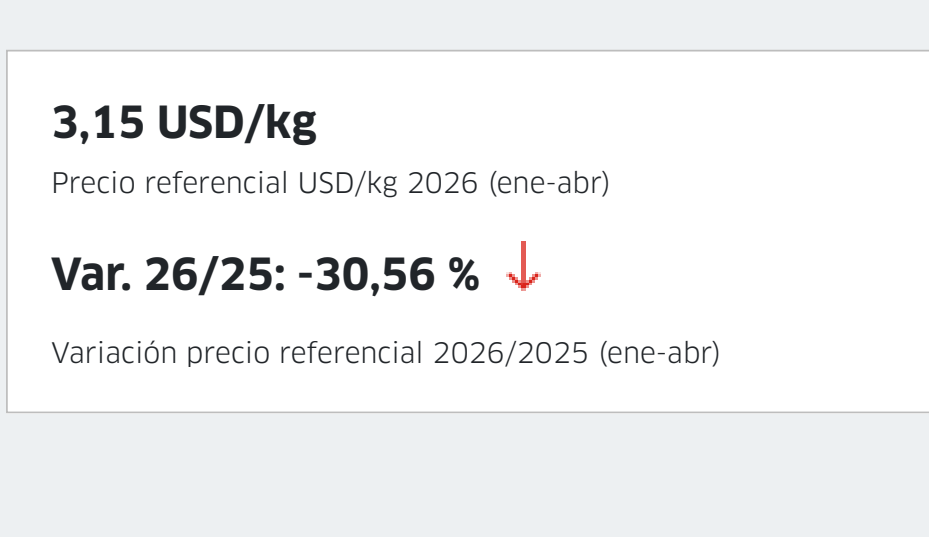 3,15 USD/kg
Precio referencial USD/kg 2026 (ene-abr)
Var. 26/25: -30,56 %
Variación precio referencial 2026/2025 (ene-abr)